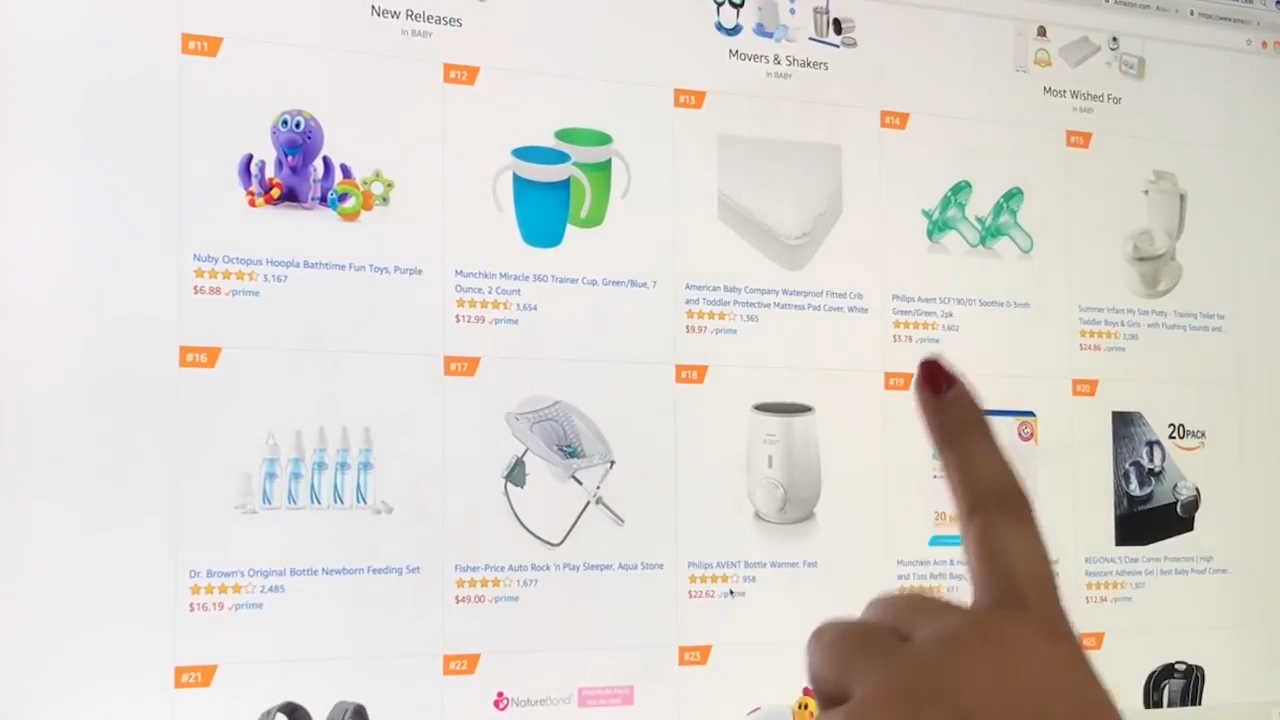 New Releases
in BABY
Movers & Shakers
in BABY
Most Wished For
in BABY
#11
Nuby Octopus Hoopla Bathtime Fun Toys, Purple
3,167
$6.88 prime
#12
Munchkin Miracle 360 Trainer Cup, Green/Blue, 7
Ounce, 2 Count
3,654
$12.99 prime
#13
American Baby Company Waterproof Fitted Crib
and Toddler Protective Mattress Pad Cover, White
1,365
$9.97 prime
#14
Philips Avent SCF190/01 Soothie 0-3mth
Green/Green, 2pk
3,602
$3.78 prime
#15
Summer Infant My Size Potty - Training Toilet for
Toddler Boys & Girls - with Flushing Sounds and...
2,085
$24.86 prime
#16
Dr. Brown's Original Bottle Newborn Feeding Set
2,485
$16.19 prime
#17
Fisher-Price Auto Rock 'n Play Sleeper, Aqua Stone
1,677
$49.00 prime
#18
Philips AVENT Bottle Warmer, Fast
958
$22.62 prime
#19
20
Munchkin Arm & H
and Toss Refill Bags,
#20
20PACK
REGIONAL'S Clear Corner Protectors | High
Resistant Adhesive Gel | Best Baby Proof Corner...
1,307
$12.94 prime
#21
#22
NatureBond
#23
#25